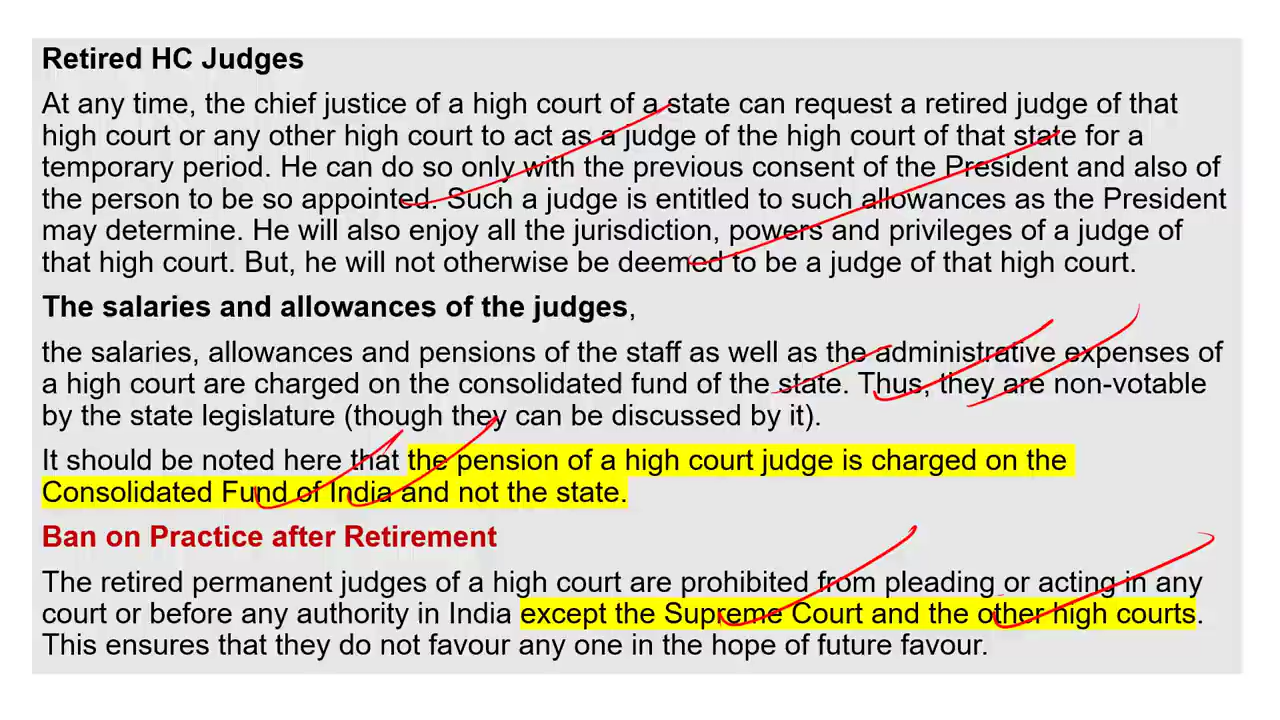 Retired HC Judges
At any time, the chief justice of a high court of a state can request a retired judge of that
high court or any other high court to act as a judge of the high court of that state for a
temporary period. He can do so only with the previous consent of the President and also of
the person to be so appointed. Such a judge is entitled to such allowances as the President
may determine. He will also enjoy all the jurisdiction, powers and privileges of a judge of
that high court. But, he will not otherwise be deemed to be a judge of that high court.
The salaries and allowances of the judges,
the salaries, allowances and pensions of the staff as well as the administrative expenses of
a high court are charged on the consolidated fund of the state. Thus, they are non-votable
by the state legislature (though they can be discussed by it).
It should be noted here that the pension of a high court judge is charged on the
Consolidated Fund of India and not the state.
Ban on Practice after Retirement
The retired permanent judges of a high court are prohibited from pleading or acting in any
court or before any authority in India except the Supreme Court and the other high courts.
This ensures that they do not favour any one in the hope of future favour.